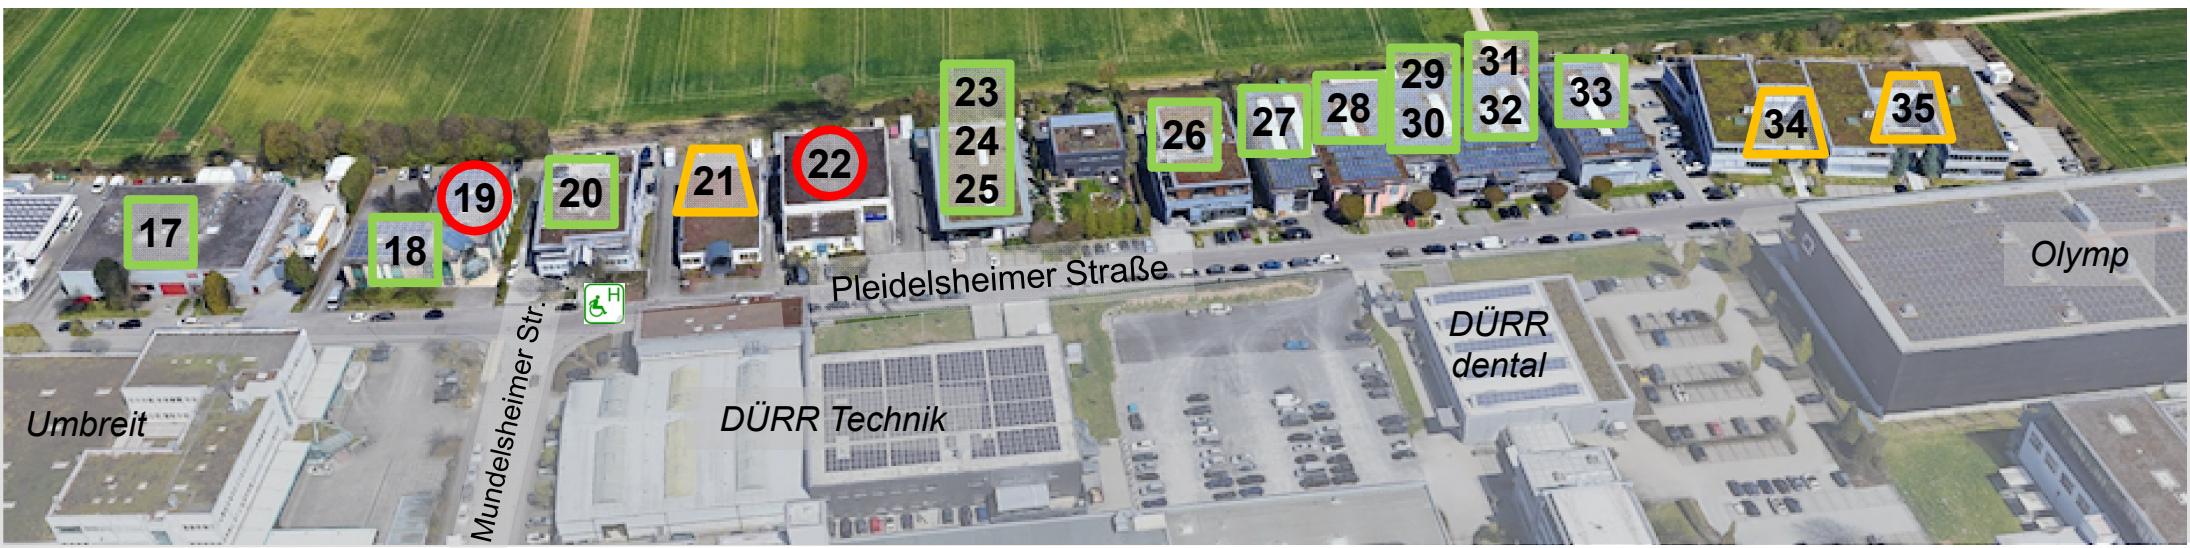 17
18
19
20
21
22
23
24
25
26
27
28
29
30
31
32
33
34
35
H
Pleidelsheimer Straße
Mundelsheimer Str.
Umbreit
DÜRR Technik
DÜRR
dental
Olymp